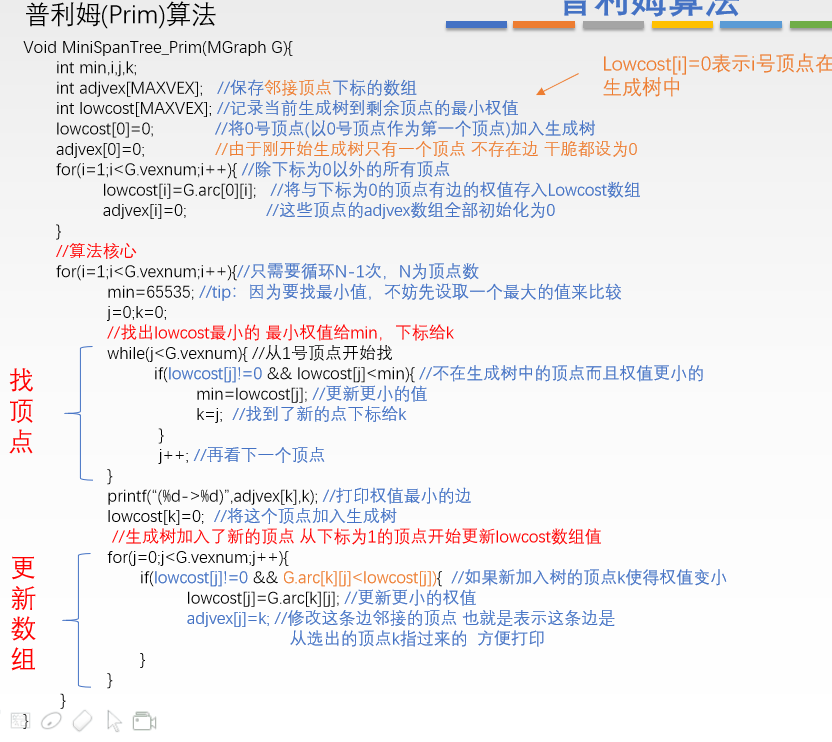 普利姆(Prim)算法
普利姆算法
Void MiniSpanTree_Prim(MGraph G){
int min,i,j,k;
int adjvex[MAXVEX]; //保存邻接顶点下标的数组
int lowcost[MAXVEX]; //记录当前生成树到剩余顶点的最小权值
lowcost[0]=0; //将0号顶点(以0号顶点作为第一个顶点)加入生成树
adjvex[0]=0; //由于刚开始生成树只有一个顶点 不存在边 干脆都设为0
for(i=1;i<G.vexnum;i++){ //除下标为0以外的所有顶点
lowcost[i]=G.arc[0][i]; //将与下标为0的顶点有边的权值存入Lowcost数组
adjvex[i]=0; //这些顶点的adjvex数组全部初始化为0
}
//算法核心
for(i=1;i<G.vexnum;i++){//只需要循环N-1次，N为顶点数
min=65535; //tip：因为要找最小值，不妨先设取一个最大的值来比较
j=0;k=0;
//找出lowcost最小的 最小权值给min，下标给k
while(j<G.vexnum){ //从1号顶点开始找
if(lowcost[j]!=0 && lowcost[j]<min){ //不在生成树中的顶点而且权值更小的
min=lowcost[j]; //更新更小的值
k=j; //找到了新的点下标给k
}
j++; //再看下一个顶点
}
printf(“(%d->%d)”,adjvex[k],k); //打印权值最小的边
lowcost[k]=0; //将这个顶点加入生成树
//生成树加入了新的顶点 从下标为1的顶点开始更新lowcost数组值
for(j=0;j<G.vexnum;j++){
if(lowcost[j]!=0 && G.arc[k][j]<lowcost[j]){ //如果新加入树的顶点k使得权值变小
lowcost[j]=G.arc[k][j]; //更新更小的权值
adjvex[j]=k; //修改这条边邻接的顶点 也就是表示这条边是
从选出的顶点k指过来的 方便打印
}
}
}
}
Lowcost[i]=0表示i号顶点在
生成树中
找
顶
点
更
新
数
组